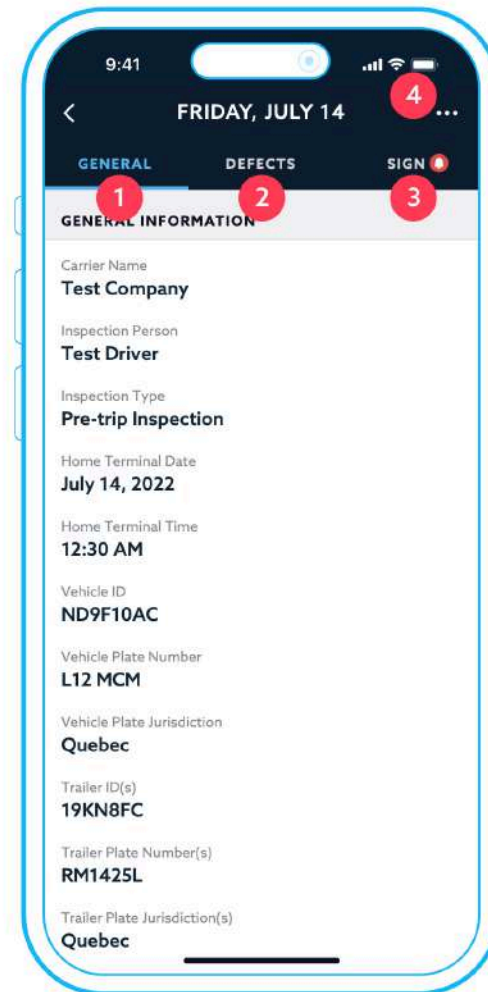 9:41
4
FRIDAY, JULY 14
GENERAL DEFECTS SIGN
1 2 3
GENERAL INFORMATION
Carrier Name
Test Company
Inspection Person
Test Driver
Inspection Type
Pre-trip Inspection
Home Terminal Date
July 14, 2022
Home Terminal Time
12:30 AM
Vehicle ID
ND9F10AC
Vehicle Plate Number
L12 MCM
Vehicle Plate Jurisdiction
Quebec
Trailer ID(s)
19KN8FC
Trailer Plate Number(s)
RM1425L
Trailer Plate Jurisdiction(s)
Quebec